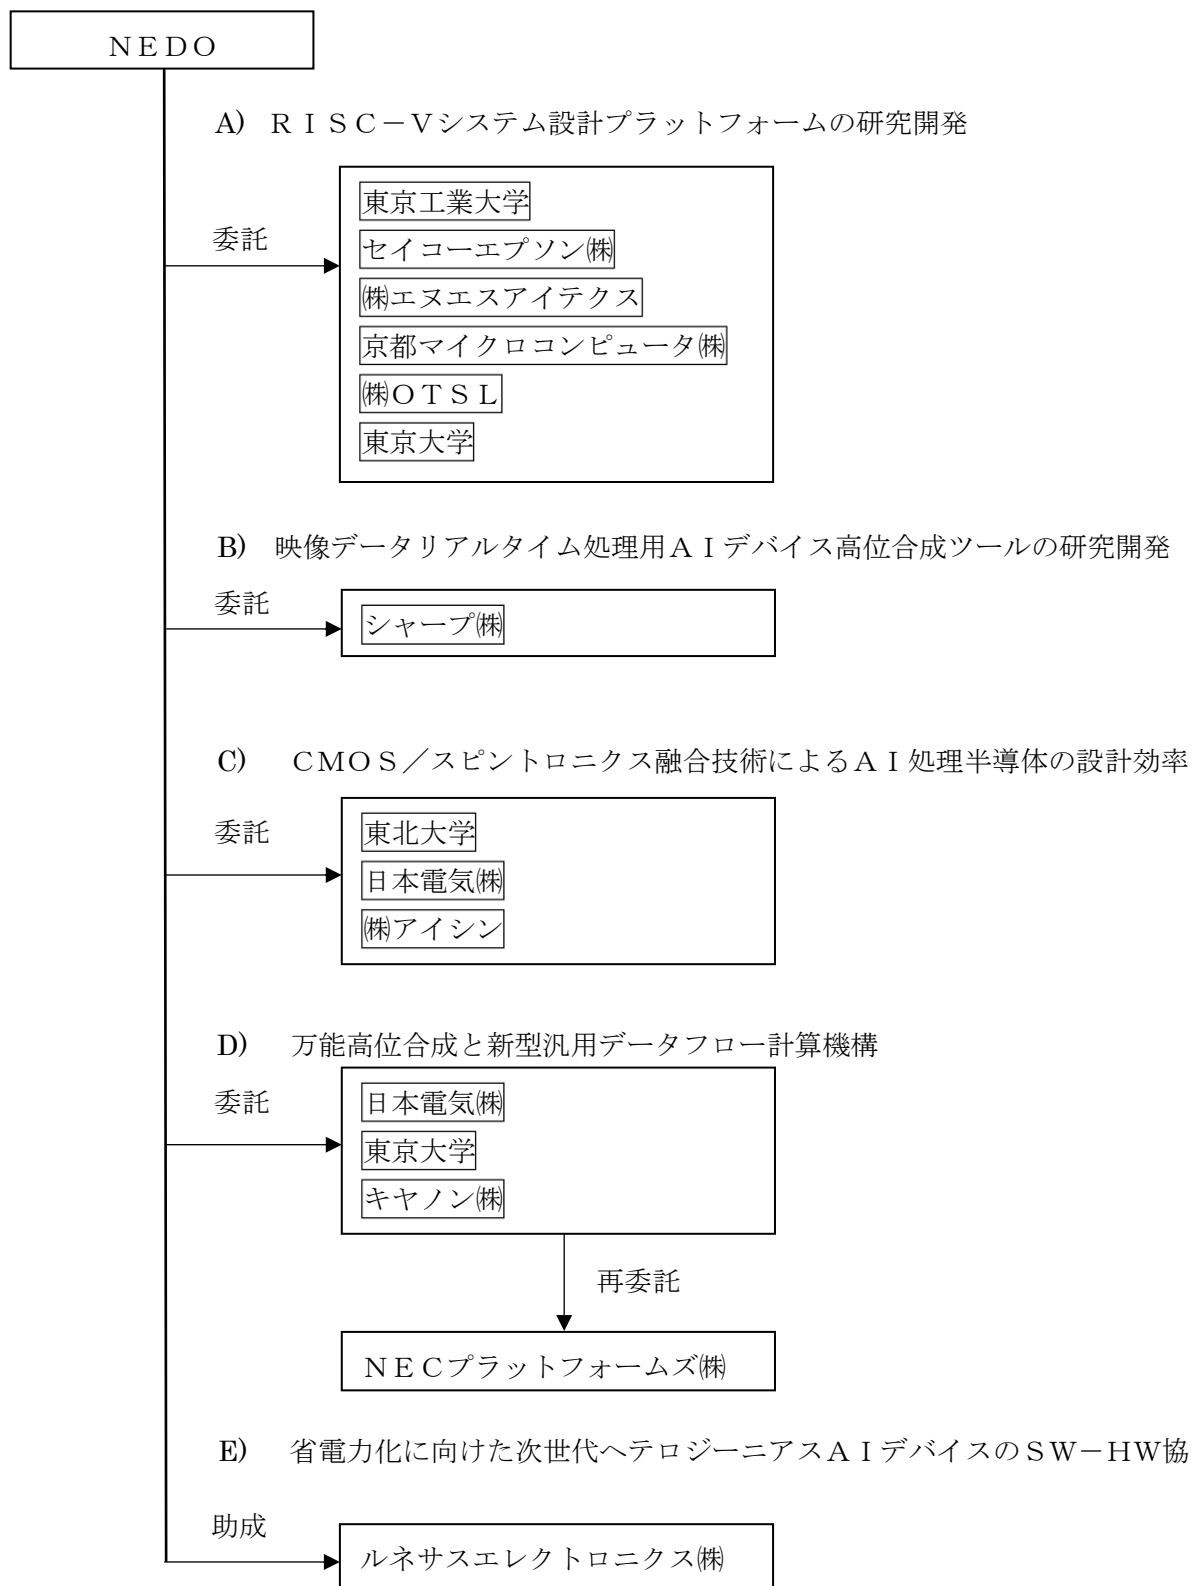 ＮＥＤＯ
A) ＲＩＳＣ－Ｖシステム設計プラットフォームの研究開発
委託
東京工業大学
セイコーエプソン㈱
㈱エヌエスアイテクス
京都マイクロコンピュータ㈱
㈱ＯＴＳＬ
東京大学
B) 映像データリアルタイム処理用ＡＩデバイス高位合成ツールの研究開発
委託
シャープ㈱
C) ＣＭＯＳ／スピントロニクス融合技術によるＡＩ処理半導体の設計効率
委託
東北大学
日本電気㈱
㈱アイシン
D) 万能高位合成と新型汎用データフロー計算機構
委託
日本電気㈱
東京大学
キヤノン㈱
再委託
ＮＥＣプラットフォームズ㈱
E) 省電力化に向けた次世代ヘテロジーニアスＡＩデバイスのＳＷ－ＨＷ協
助成
ルネサスエレクトロニクス㈱